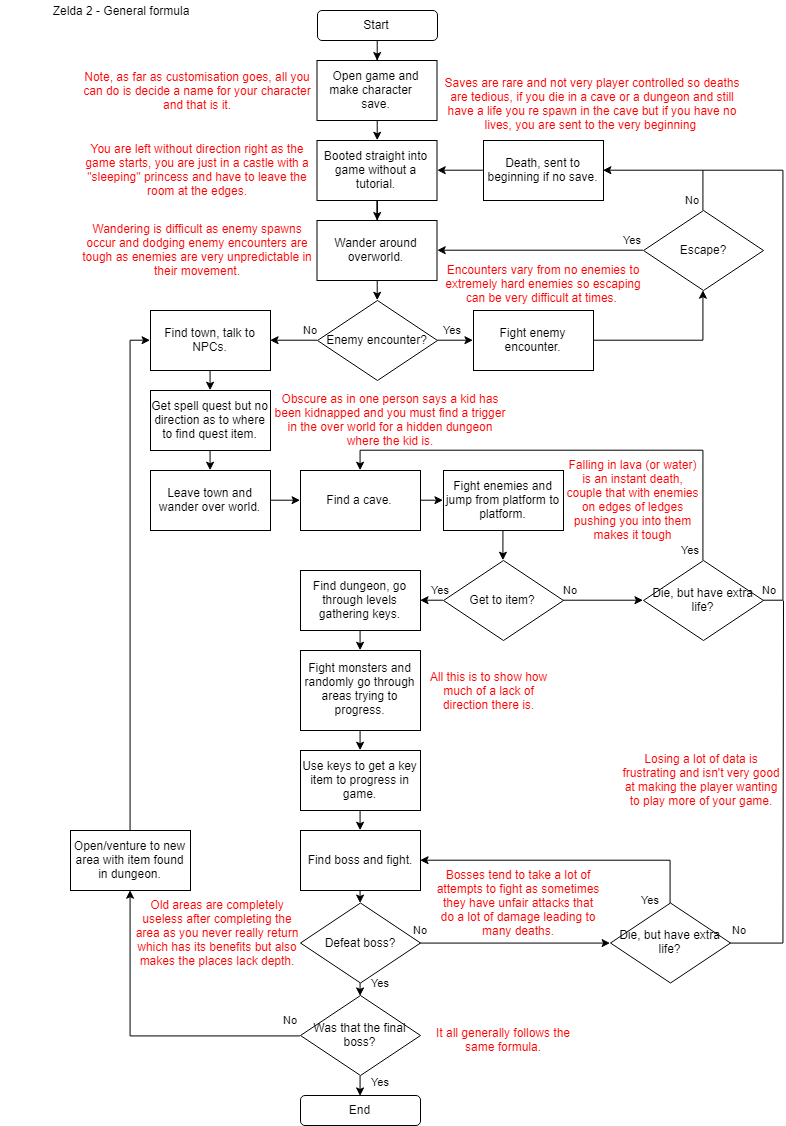 Zelda 2 - General formula
Start
Note, as far as customisation goes, all you
can do is decide a name for your character
and that is it.
Open game and
make character
save.
Saves are rare and not very player controlled so deaths
are tedious, if you die in a cave or a dungeon and still
have a life you re spawn in the cave but if you have no
lives, you are sent to the very beginning
You are left without direction right as the
game starts, you are just in a castle with a
"sleeping" princess and have to leave the
room at the edges.
Booted straight into
game without a
tutorial.
Death, sent to
beginning if no save.
No
Wandering is difficult as enemy spawns
occur and dodging enemy encounters are
tough as enemies are very unpredictable in
their movement.
Wander around
overworld.
Yes
Escape?
Encounters vary from no enemies to
extremely hard enemies so escaping
can be very difficult at times.
Find town, talk to
NPCs.
No
Enemy encounter?
Yes
Fight enemy
encounter.
Get spell quest but no
direction as to where
to find quest item.
Obscure as in one person says a kid has
been kidnapped and you must find a trigger
in the over world for a hidden dungeon
where the kid is.
Leave town and
wander over world.
Find a cave.
Fight enemies and
jump from platform to
platform.
Falling in lava (or water)
is an instant death,
couple that with enemies
on edges of ledges
pushing you into them
makes it tough
Yes
Find dungeon, go
through levels
gathering keys.
Yes
Get to item?
No
Die, but have extra
life?
No
Fight monsters and
randomly go through
areas trying to
progress.
All this is to show how
much of a lack of
direction there is.
Use keys to get a key
item to progress in
game.
Losing a lot of data is
frustrating and isn't very good
at making the player wanting
to play more of your game.
Open/venture to new
area with item found
in dungeon.
Find boss and fight.
Bosses tend to take a lot of
attempts to fight as sometimes
they have unfair attacks that
do a lot of damage leading to
many deaths.
Yes
Old areas are completely
useless after completing the
area as you never really return
which has its benefits but also
makes the places lack depth.
Defeat boss?
No
Die, but have extra
life?
No
Yes
No
Was that the final
boss?
It all generally follows the
same formula.
Yes
End